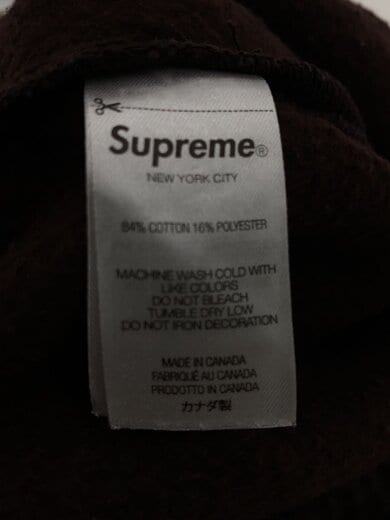 Supreme®
NEW YORK CITY
84% COTTON 16% POLYESTER
MACHINE WASH COLD WITH
LIKE COLORS
DO NOT BLEACH
TUMBLE DRY LOW
DO NOT IRON DECORATION
MADE IN CANADA
FABRIQUÉ AU CANADA
PRODOTTO IN CANADA
カナダ製